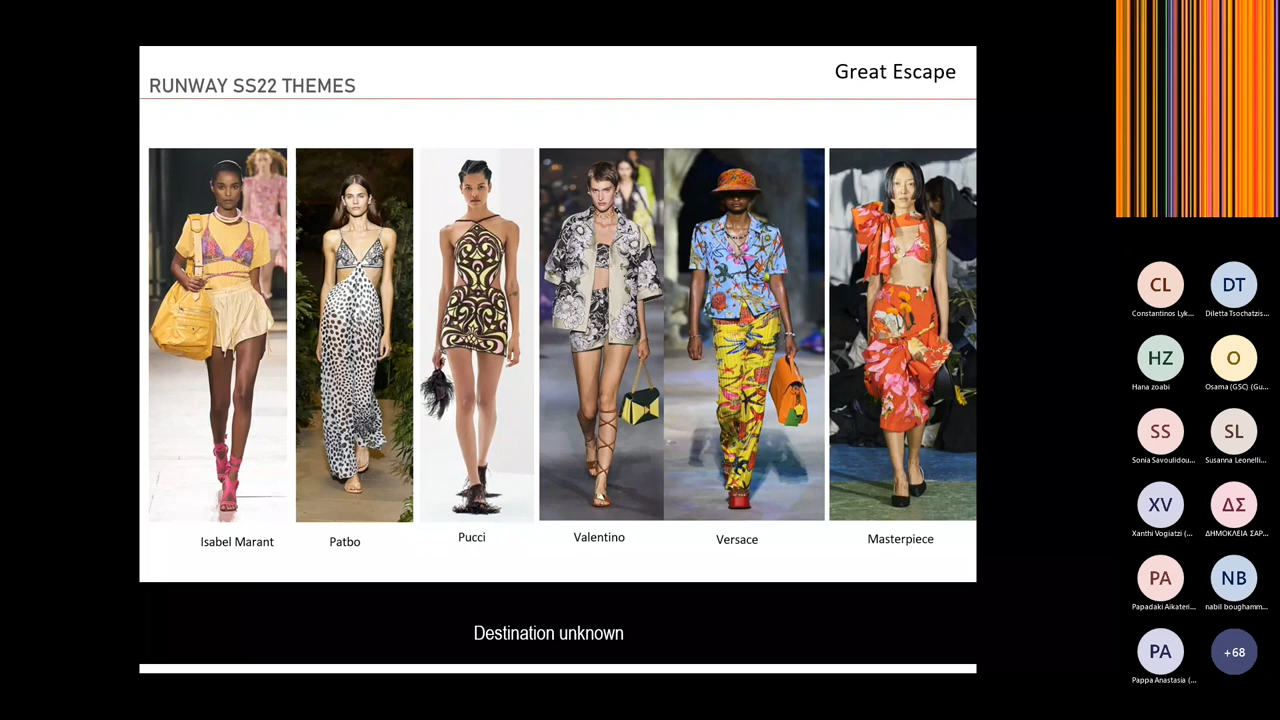 RUNWAY SS22 THEMES
Great Escape
Isabel Marant
Patbo
Pucci
Valentino
Versace
Masterpiece
Destination unknown
CL
DT
Constantinos Lyk...
Diletta Tsochatzis...
HZ
O
Hana zoabi
Osama (GSC) (Gu...
SS
SL
Sonia Savoulidou...
Susanna Leonelli...
XV
ΔΣ
Xanthi Vogiatzi (...
ΔΗΜΟΚΛΕΙΑ ΣΑΡ...
PA
NB
Papadaki Aikateri...
nabil boughamm...
PA
+68
Pappa Anastasia (...